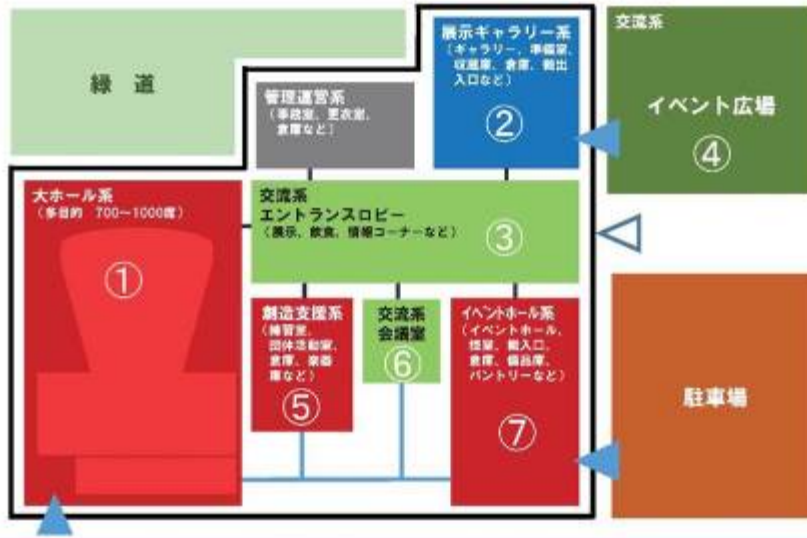 緑 道
管理運営系
(事務室、更衣室、
倉庫など)
展示ギャラリー系
(ギャラリー、準備室、
収蔵庫、倉庫、搬出
入口など)
②
交流系
イベント広場
④
大ホール系
(多目的 700〜1000席)
①
交流系
エントランスロビー
(展示、飲食、情報コーナーなど)
③
創造支援系
(練習室、
団体活動室、
倉庫、楽器
庫など)
⑤
交流系
会議室
⑥
イベントホール系
(イベントホール、
控室、搬入口、
倉庫、備品庫、
パントリーなど)
⑦
駐車場